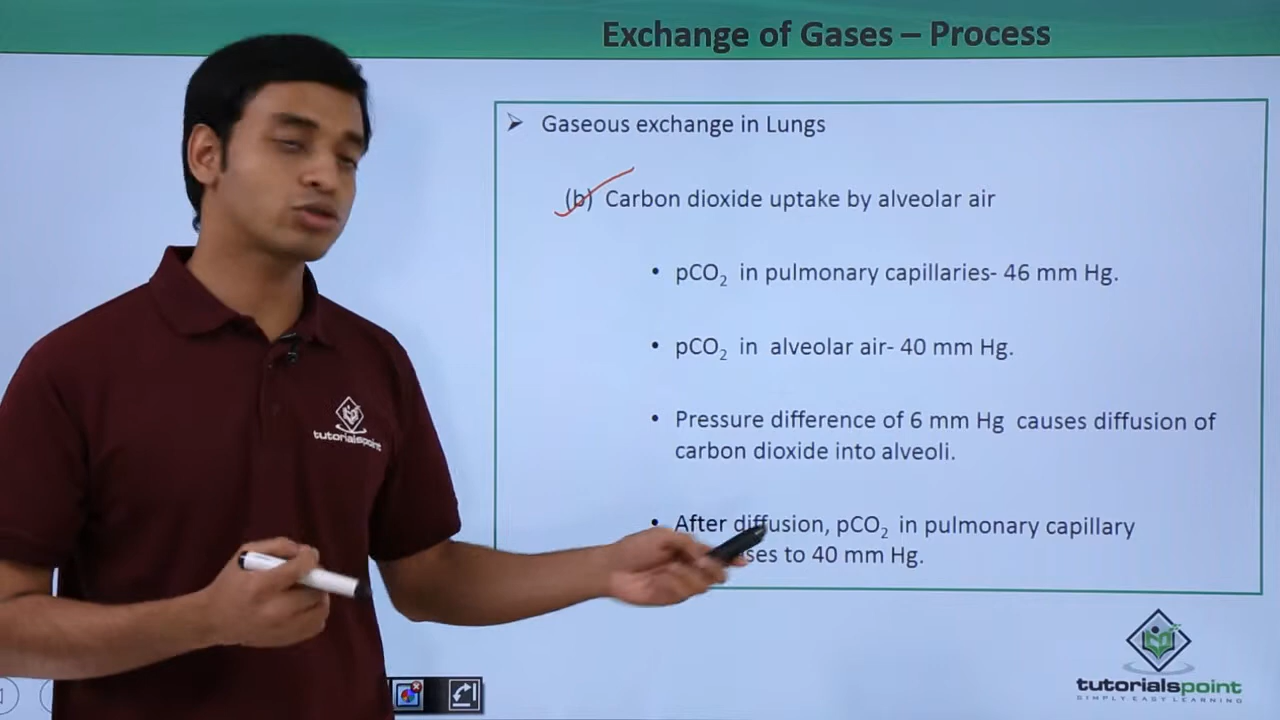 Exchange of Gases – Process
➢ Gaseous exchange in Lungs
(b) Carbon dioxide uptake by alveolar air
• pCO₂ in pulmonary capillaries- 46 mm Hg.
• pCO₂ in alveolar air- 40 mm Hg.
• Pressure difference of 6 mm Hg causes diffusion of
carbon dioxide into alveoli.
• After diffusion, pCO₂ in pulmonary capillary
ses to 40 mm Hg.
tutorialspoint
tutorialspoint
SIMPLY EASY LEARNING